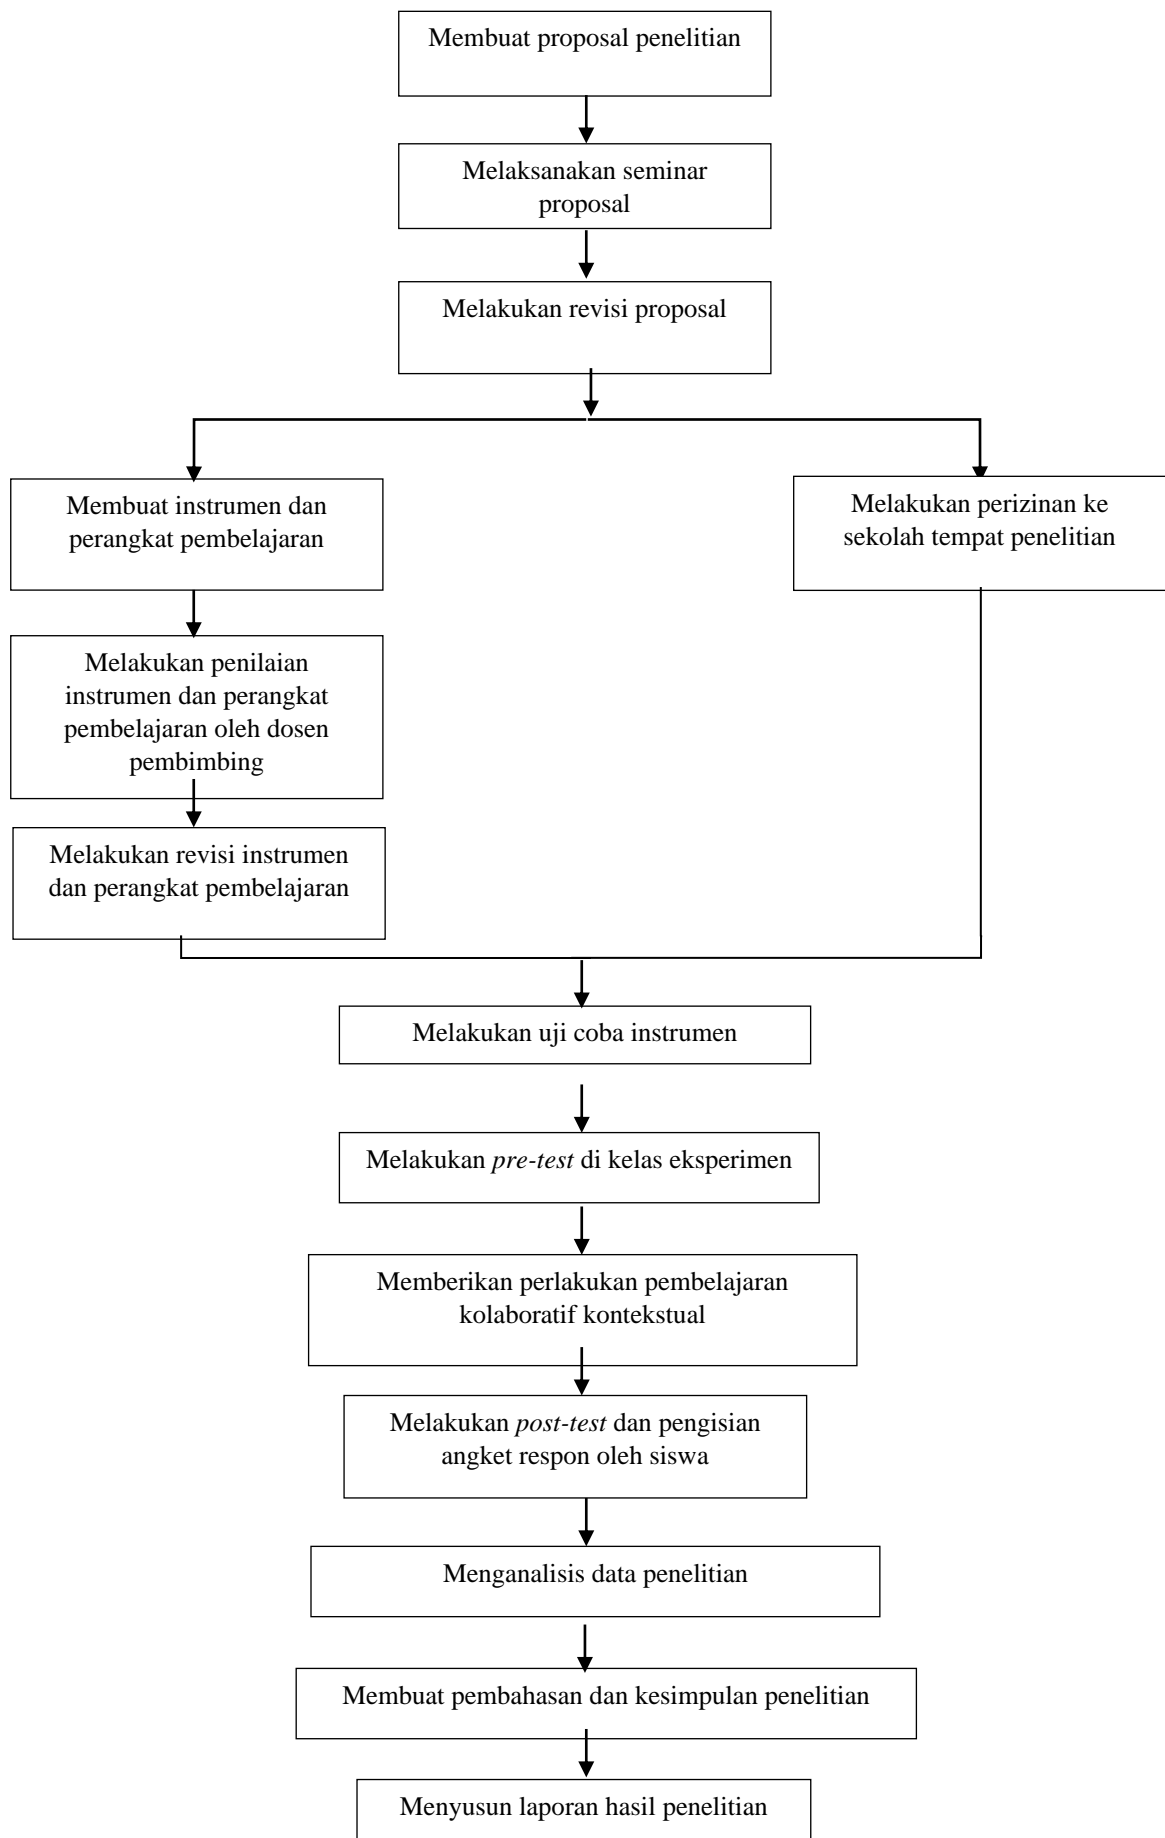 Membuat proposal penelitian
Melaksanakan seminar
proposal
Melakukan revisi proposal
Membuat instrumen dan
perangkat pembelajaran
Melakukan perizinan ke
sekolah tempat penelitian
Melakukan penilaian
instrumen dan perangkat
pembelajaran oleh dosen
pembimbing
Melakukan revisi instrumen
dan perangkat pembelajaran
Melakukan uji coba instrumen
Melakukan pre-test di kelas eksperimen
Memberikan perlakukan pembelajaran
kolaboratif kontekstual
Melakukan post-test dan pengisian
angket respon oleh siswa
Menganalisis data penelitian
Membuat pembahasan dan kesimpulan penelitian
Menyusun laporan hasil penelitian